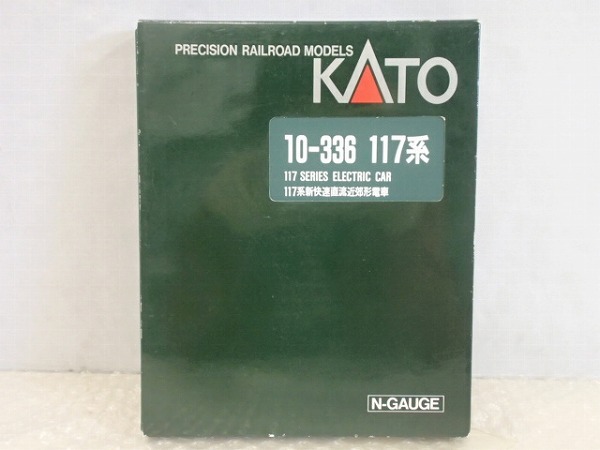 PRECISION RAILROAD MODELS
KATO
10-336 117系
117 SERIES ELECTRIC CAR
117系新快速直流近郊形電車
N-GAUGE